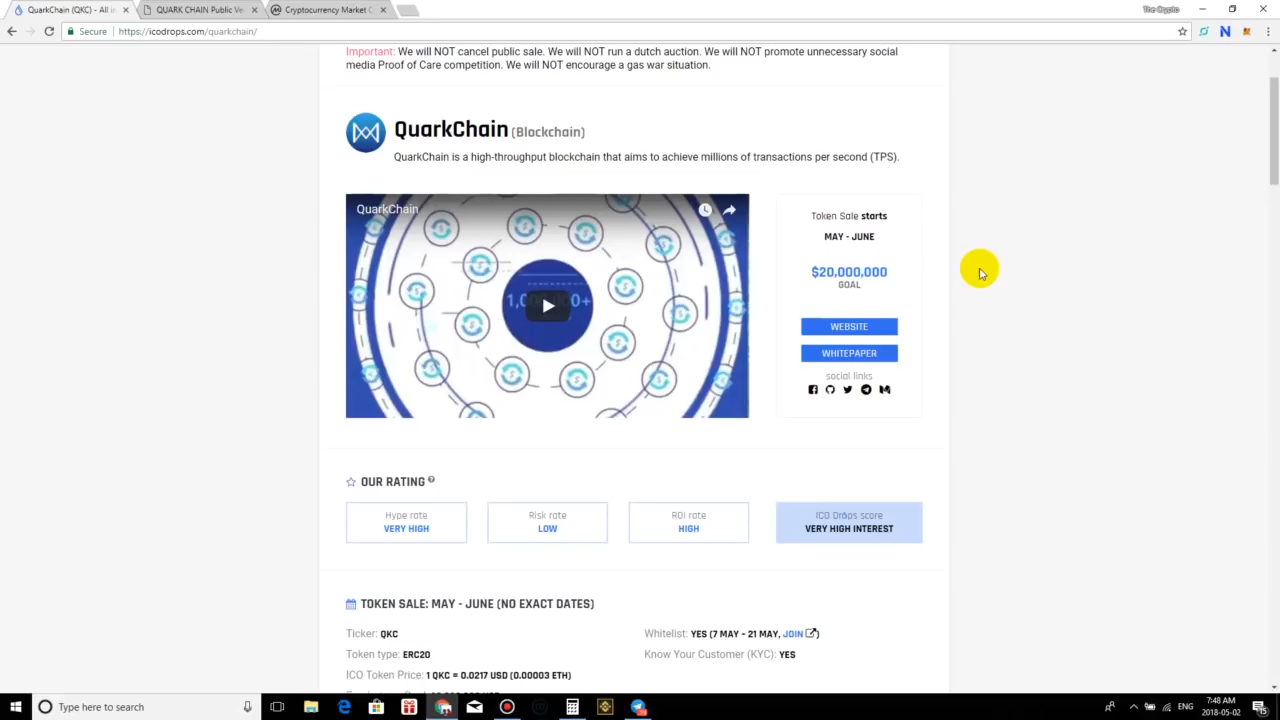 QuarkChain (QKC) - All i
QUARK CHAIN Public Ve
Cryptocurrency Market C
The Crypto
Secure
https://icodrops.com/quarkchain/
Important: We will NOT cancel public sale. We will NOT run a dutch auction. We will NOT promote unnecessary social
media Proof of Care competition. We will NOT encourage a gas war situation.
QuarkChain (Blockchain)
QuarkChain is a high-throughput blockchain that aims to achieve millions of transactions per second (TPS).
QuarkChain
Token Sale starts
MAY - JUNE
$20,000,000
GOAL
WEBSITE
WHITEPAPER
social links
OUR RATING
Hype rate
VERY HIGH
Risk rate
LOW
ROI rate
HIGH
ICO Drops score
VERY HIGH INTEREST
TOKEN SALE: MAY - JUNE (NO EXACT DATES)
Ticker: QKC
Whitelist: YES (7 MAY – 21 MAY, JOIN )
Token type: ERC20
Know Your Customer (KYC): YES
ICO Token Price: 1 QKC = 0.0217 USD (0.00003 ETH)
Type here to search
ENG
7:48 AM
2018-05-02